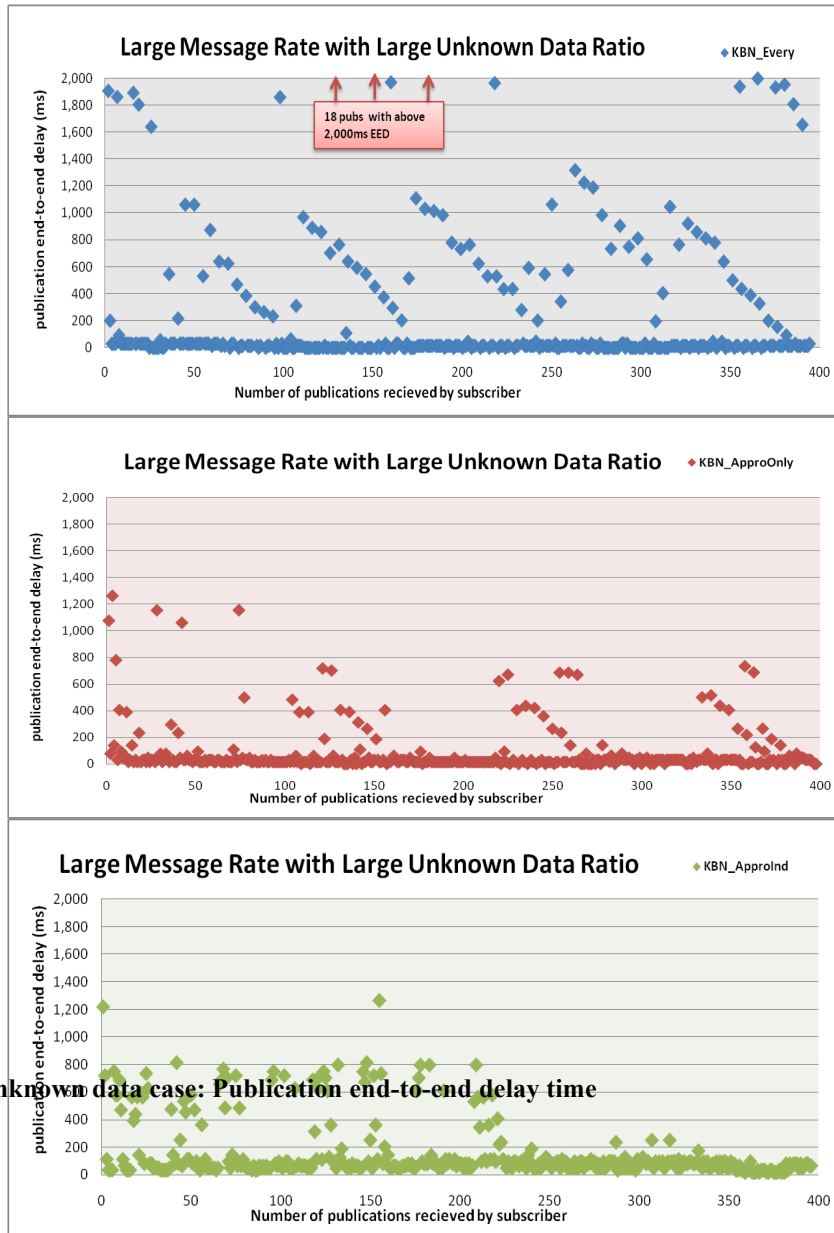 Large Message Rate with Large Unknown Data Ratio
KBN_Every
publication end-to-end delay (ms)
2,000
1,800
1,600
1,400
1,200
1,000
800
600
400
200
0
18 pubs with above
2,000ms EED
0 50 100 150 200 250 300 350 400
Number of publications recieved by subscriber
Large Message Rate with Large Unknown Data Ratio
KBN_ApproOnly
publication end-to-end delay (ms)
2,000
1,800
1,600
1,400
1,200
1,000
800
600
400
200
0
0 50 100 150 200 250 300 350 400
Number of publications recieved by subscriber
Large Message Rate with Large Unknown Data Ratio
KBN_ApproInd
publication end-to-end delay (ms)
2,000
1,800
1,600
1,400
1,200
1,000
800
600
400
200
0
nknown data case: Publication end-to-end delay time
0 50 100 150 200 250 300 350 400
Number of publications recieved by subscriber